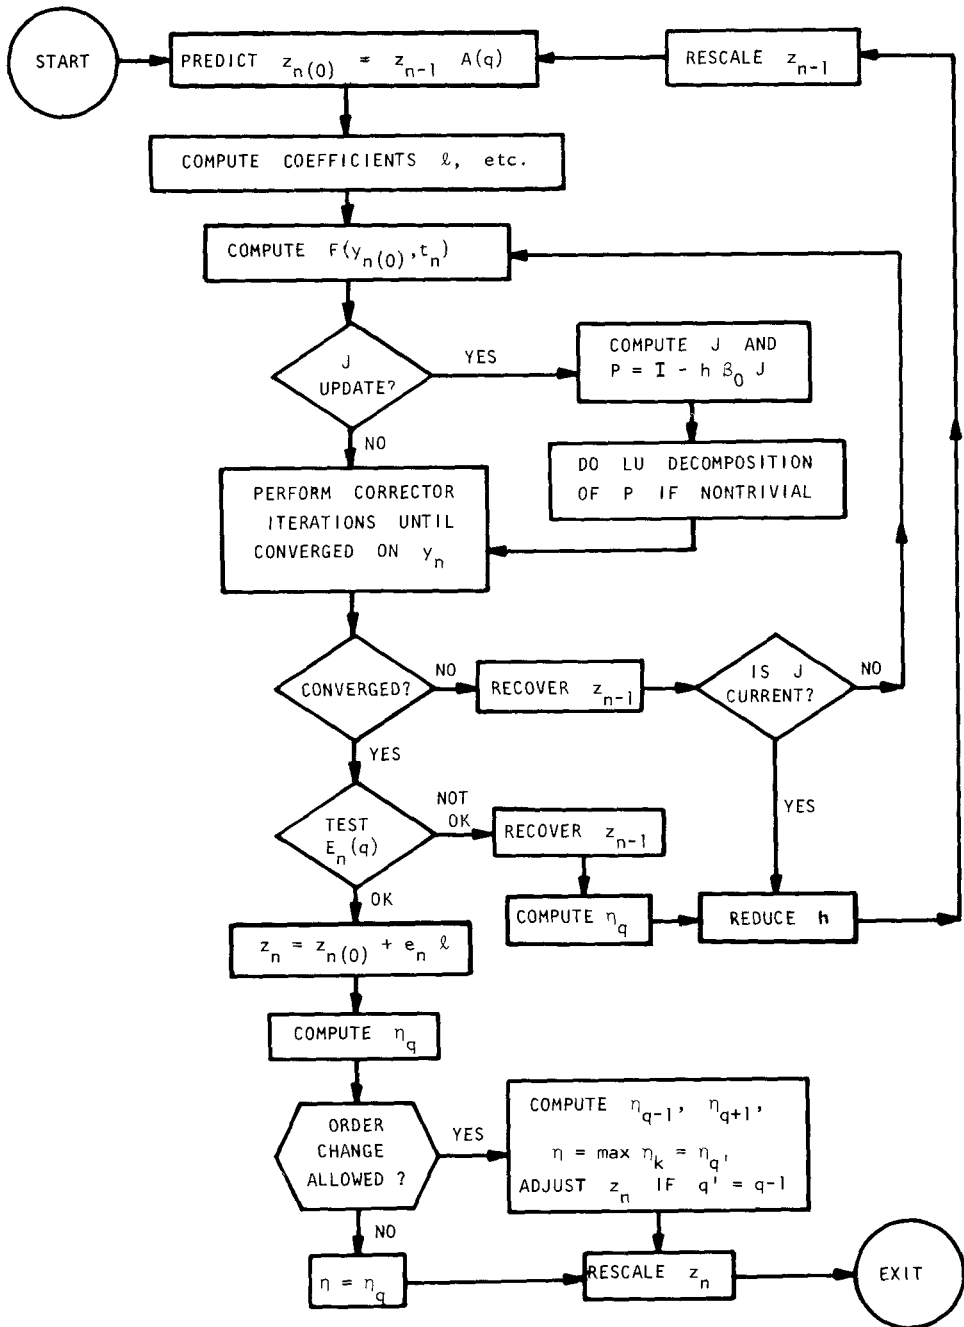 START
PREDICT z_n(0) = z_n-1 A(q)
RESCALE z_n-1
COMPUTE COEFFICIENTS ℓ, etc.
COMPUTE F(y_n(0),t_n)
J
UPDATE?
YES
COMPUTE J AND
P = I - h β_0 J
NO
DO LU DECOMPOSITION
OF P IF NONTRIVIAL
PERFORM CORRECTOR
ITERATIONS UNTIL
CONVERGED ON y_n
CONVERGED?
NO
RECOVER z_n-1
IS J
CURRENT?
NO
YES
YES
TEST
E_n(q)
NOT
OK
RECOVER z_n-1
OK
COMPUTE η_q
REDUCE h
z_n = z_n(0) + e_n ℓ
COMPUTE η_q
ORDER
CHANGE
ALLOWED ?
YES
COMPUTE η_q-1, η_q+1,
η = max η_k = η_q'
ADJUST z_n IF q' = q-1
NO
η = η_q
RESCALE z_n
EXIT